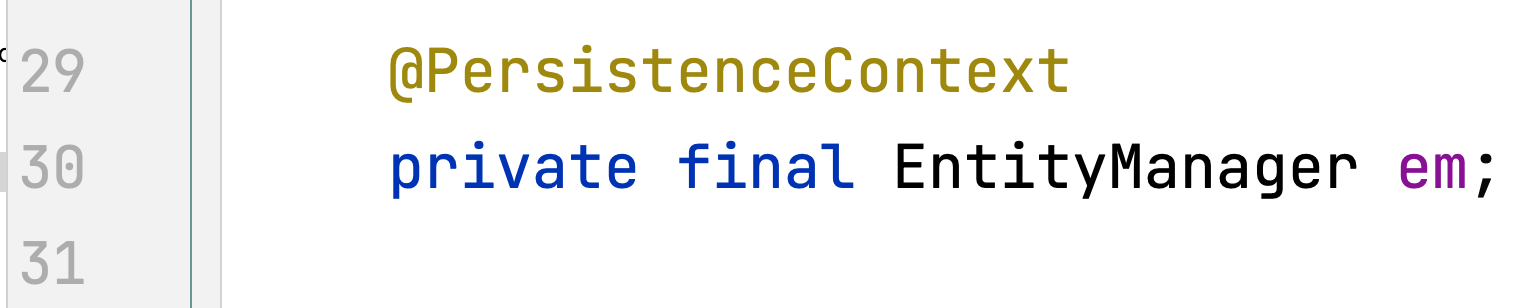 29 @PersistenceContext
30 private final EntityManager em;
31